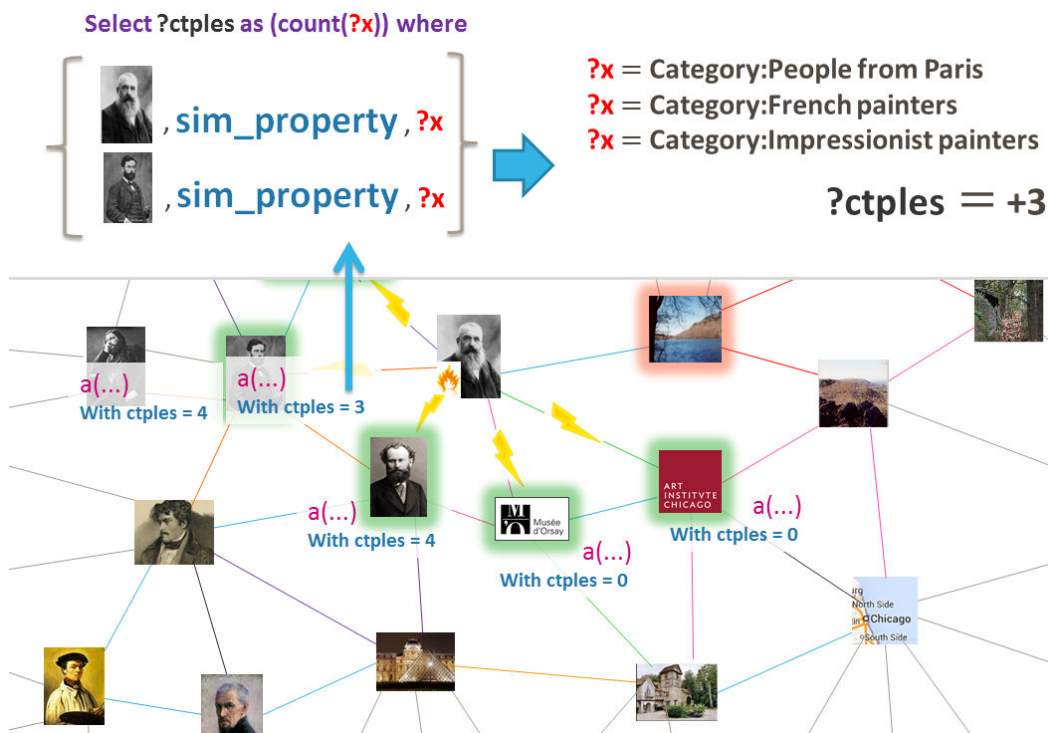 Select ?ctples as (count(?x)) where
, sim_property , ?x
, sim_property , ?x
?x = Category:People from Paris
?x = Category:French painters
?x = Category:Impressionist painters
?ctples = +3
a(...)
With ctples = 4
a(...)
With ctples = 3
a(...)
With ctples = 4
M'O
Musée
d'Orsay
a(...)
With ctples = 0
ART
INSTITVTE
CHICAGO
a(...)
With ctples = 0
North Side
Chicago
South Side